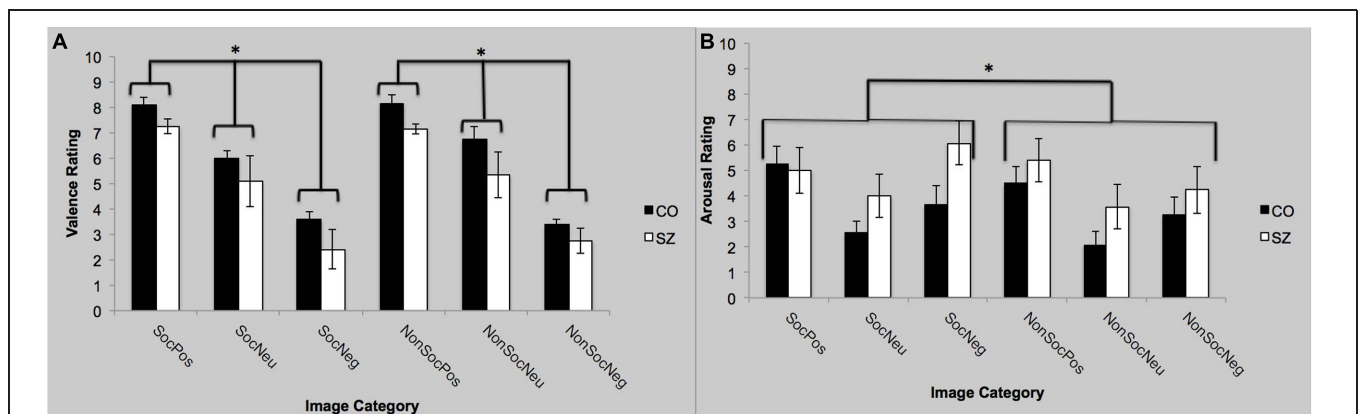 A
*
*
10
9
8
7
6
5
4
3
2
1
0
Valence Rating
SocPos
SocNeu
SocNeg
NonSocPos
NonSocNeu
NonSocNeg
Image Category
CO
SZ
B
*
10
9
8
7
6
5
4
3
2
1
0
Arousal Rating
SocPos
SocNeu
SocNeg
NonSocPos
NonSocNeu
NonSocNeg
Image Category
CO
SZ